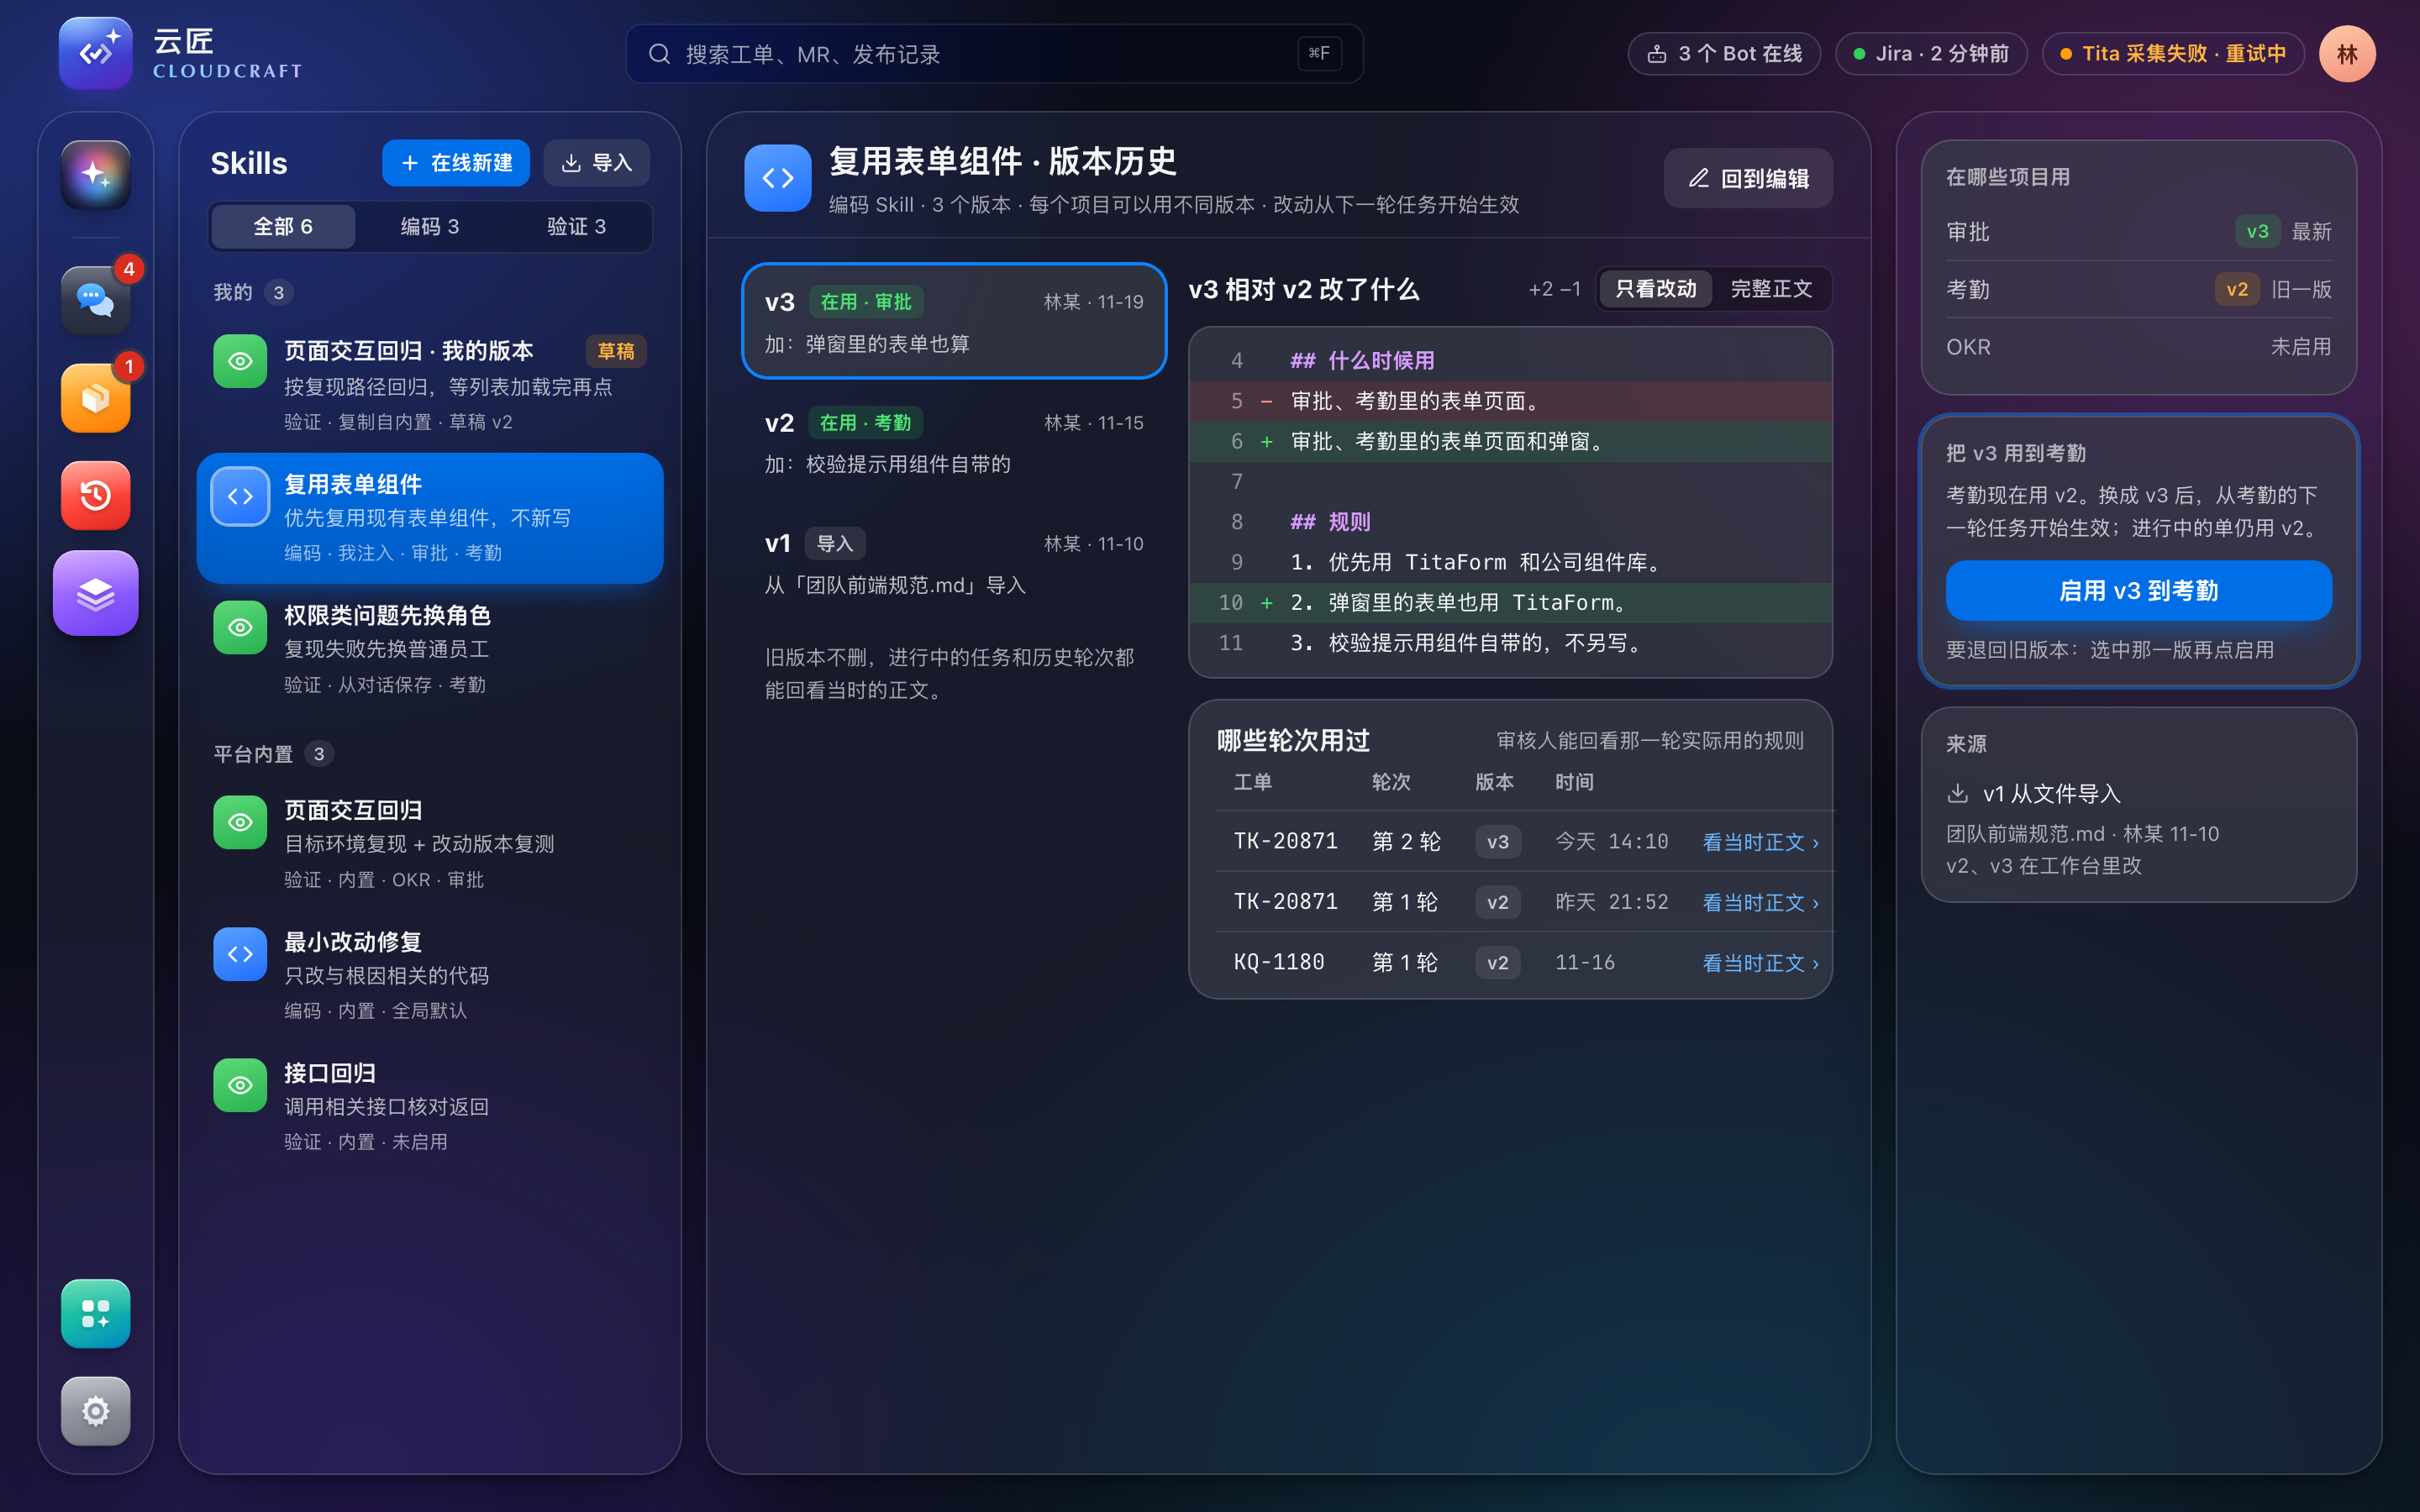 云匠
CLOUDCRAFT
搜索工单、MR、发布记录
⌘F
3 个 Bot 在线
Jira · 2 分钟前
Tita 采集失败 · 重试中
林
4
1
Skills
在线新建
导入
全部 6
编码 3
验证 3
我的 3
页面交互回归 · 我的版本
草稿
按复现路径回归，等列表加载完再点
验证 · 复制自内置 · 草稿 v2
复用表单组件
优先复用现有表单组件，不新写
编码 · 我注入 · 审批 · 考勤
权限类问题先换角色
复现失败先换普通员工
验证 · 从对话保存 · 考勤
平台内置 3
页面交互回归
目标环境复现 + 改动版本复测
验证 · 内置 · OKR · 审批
最小改动修复
只改与根因相关的代码
编码 · 内置 · 全局默认
接口回归
调用相关接口核对返回
验证 · 内置 · 未启用
复用表单组件 · 版本历史
编码 Skill · 3 个版本 · 每个项目可以用不同版本 · 改动从下一轮任务开始生效
回到编辑
v3 在用 · 审批 林某 · 11-19
加：弹窗里的表单也算
v2 在用 · 考勤 林某 · 11-15
加：校验提示用组件自带的
v1 导入 林某 · 11-10
从「团队前端规范.md」导入
旧版本不删，进行中的任务和历史轮次都
能回看当时的正文。
v3 相对 v2 改了什么
+2 −1
只看改动
完整正文
4 ## 什么时候用
5 − 审批、考勤里的表单页面。
6 + 审批、考勤里的表单页面和弹窗。
7
8 ## 规则
9 1. 优先用 TitaForm 和公司组件库。
10 + 2. 弹窗里的表单也用 TitaForm。
11 3. 校验提示用组件自带的，不另写。
哪些轮次用过
审核人能回看那一轮实际用的规则
工单 轮次 版本 时间
TK-20871 第 2 轮 v3 今天 14:10 看当时正文 ›
TK-20871 第 1 轮 v2 昨天 21:52 看当时正文 ›
KQ-1180 第 1 轮 v2 11-16 看当时正文 ›
在哪些项目用
审批 v3 最新
考勤 v2 旧一版
OKR 未启用
把 v3 用到考勤
考勤现在用 v2。换成 v3 后，从考勤的下
一轮任务开始生效；进行中的单仍用 v2。
启用 v3 到考勤
要退回旧版本：选中那一版再点启用
来源
v1 从文件导入
团队前端规范.md · 林某 11-10
v2、v3 在工作台里改